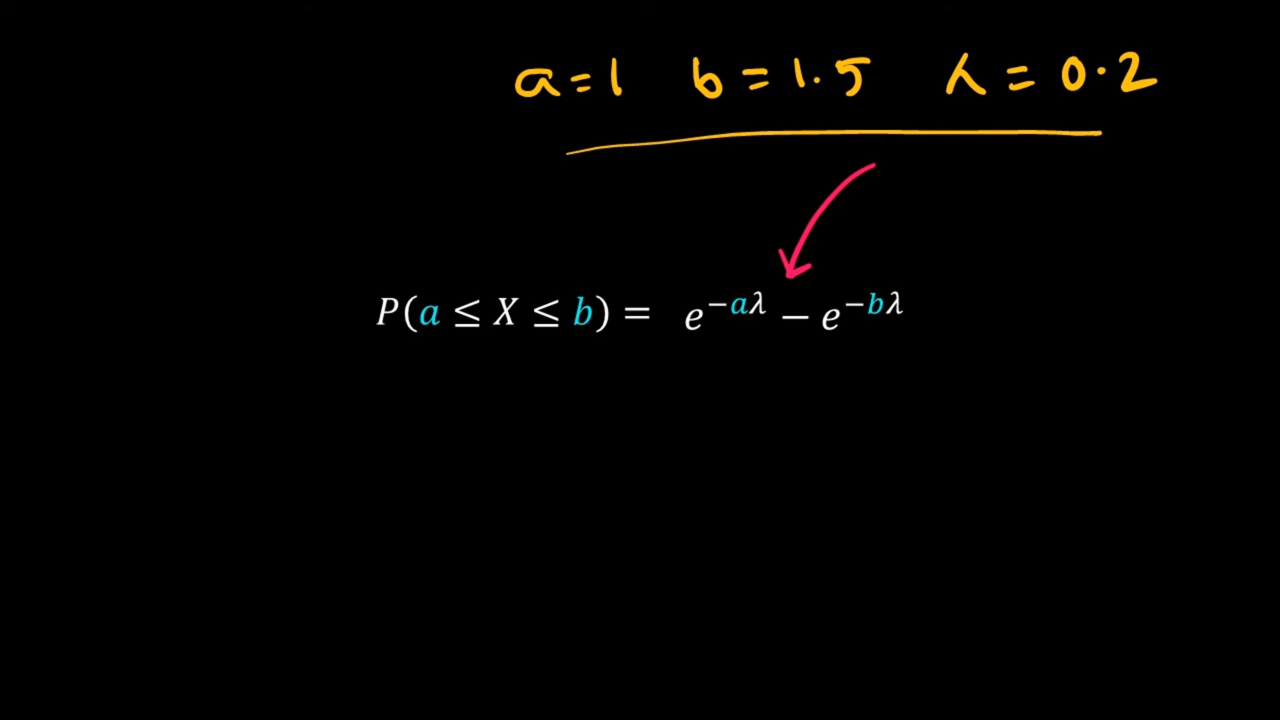 a=1 b=1.5 λ=0.2
P(a ≤ X ≤ b) = e^{-aλ} − e^{-bλ}